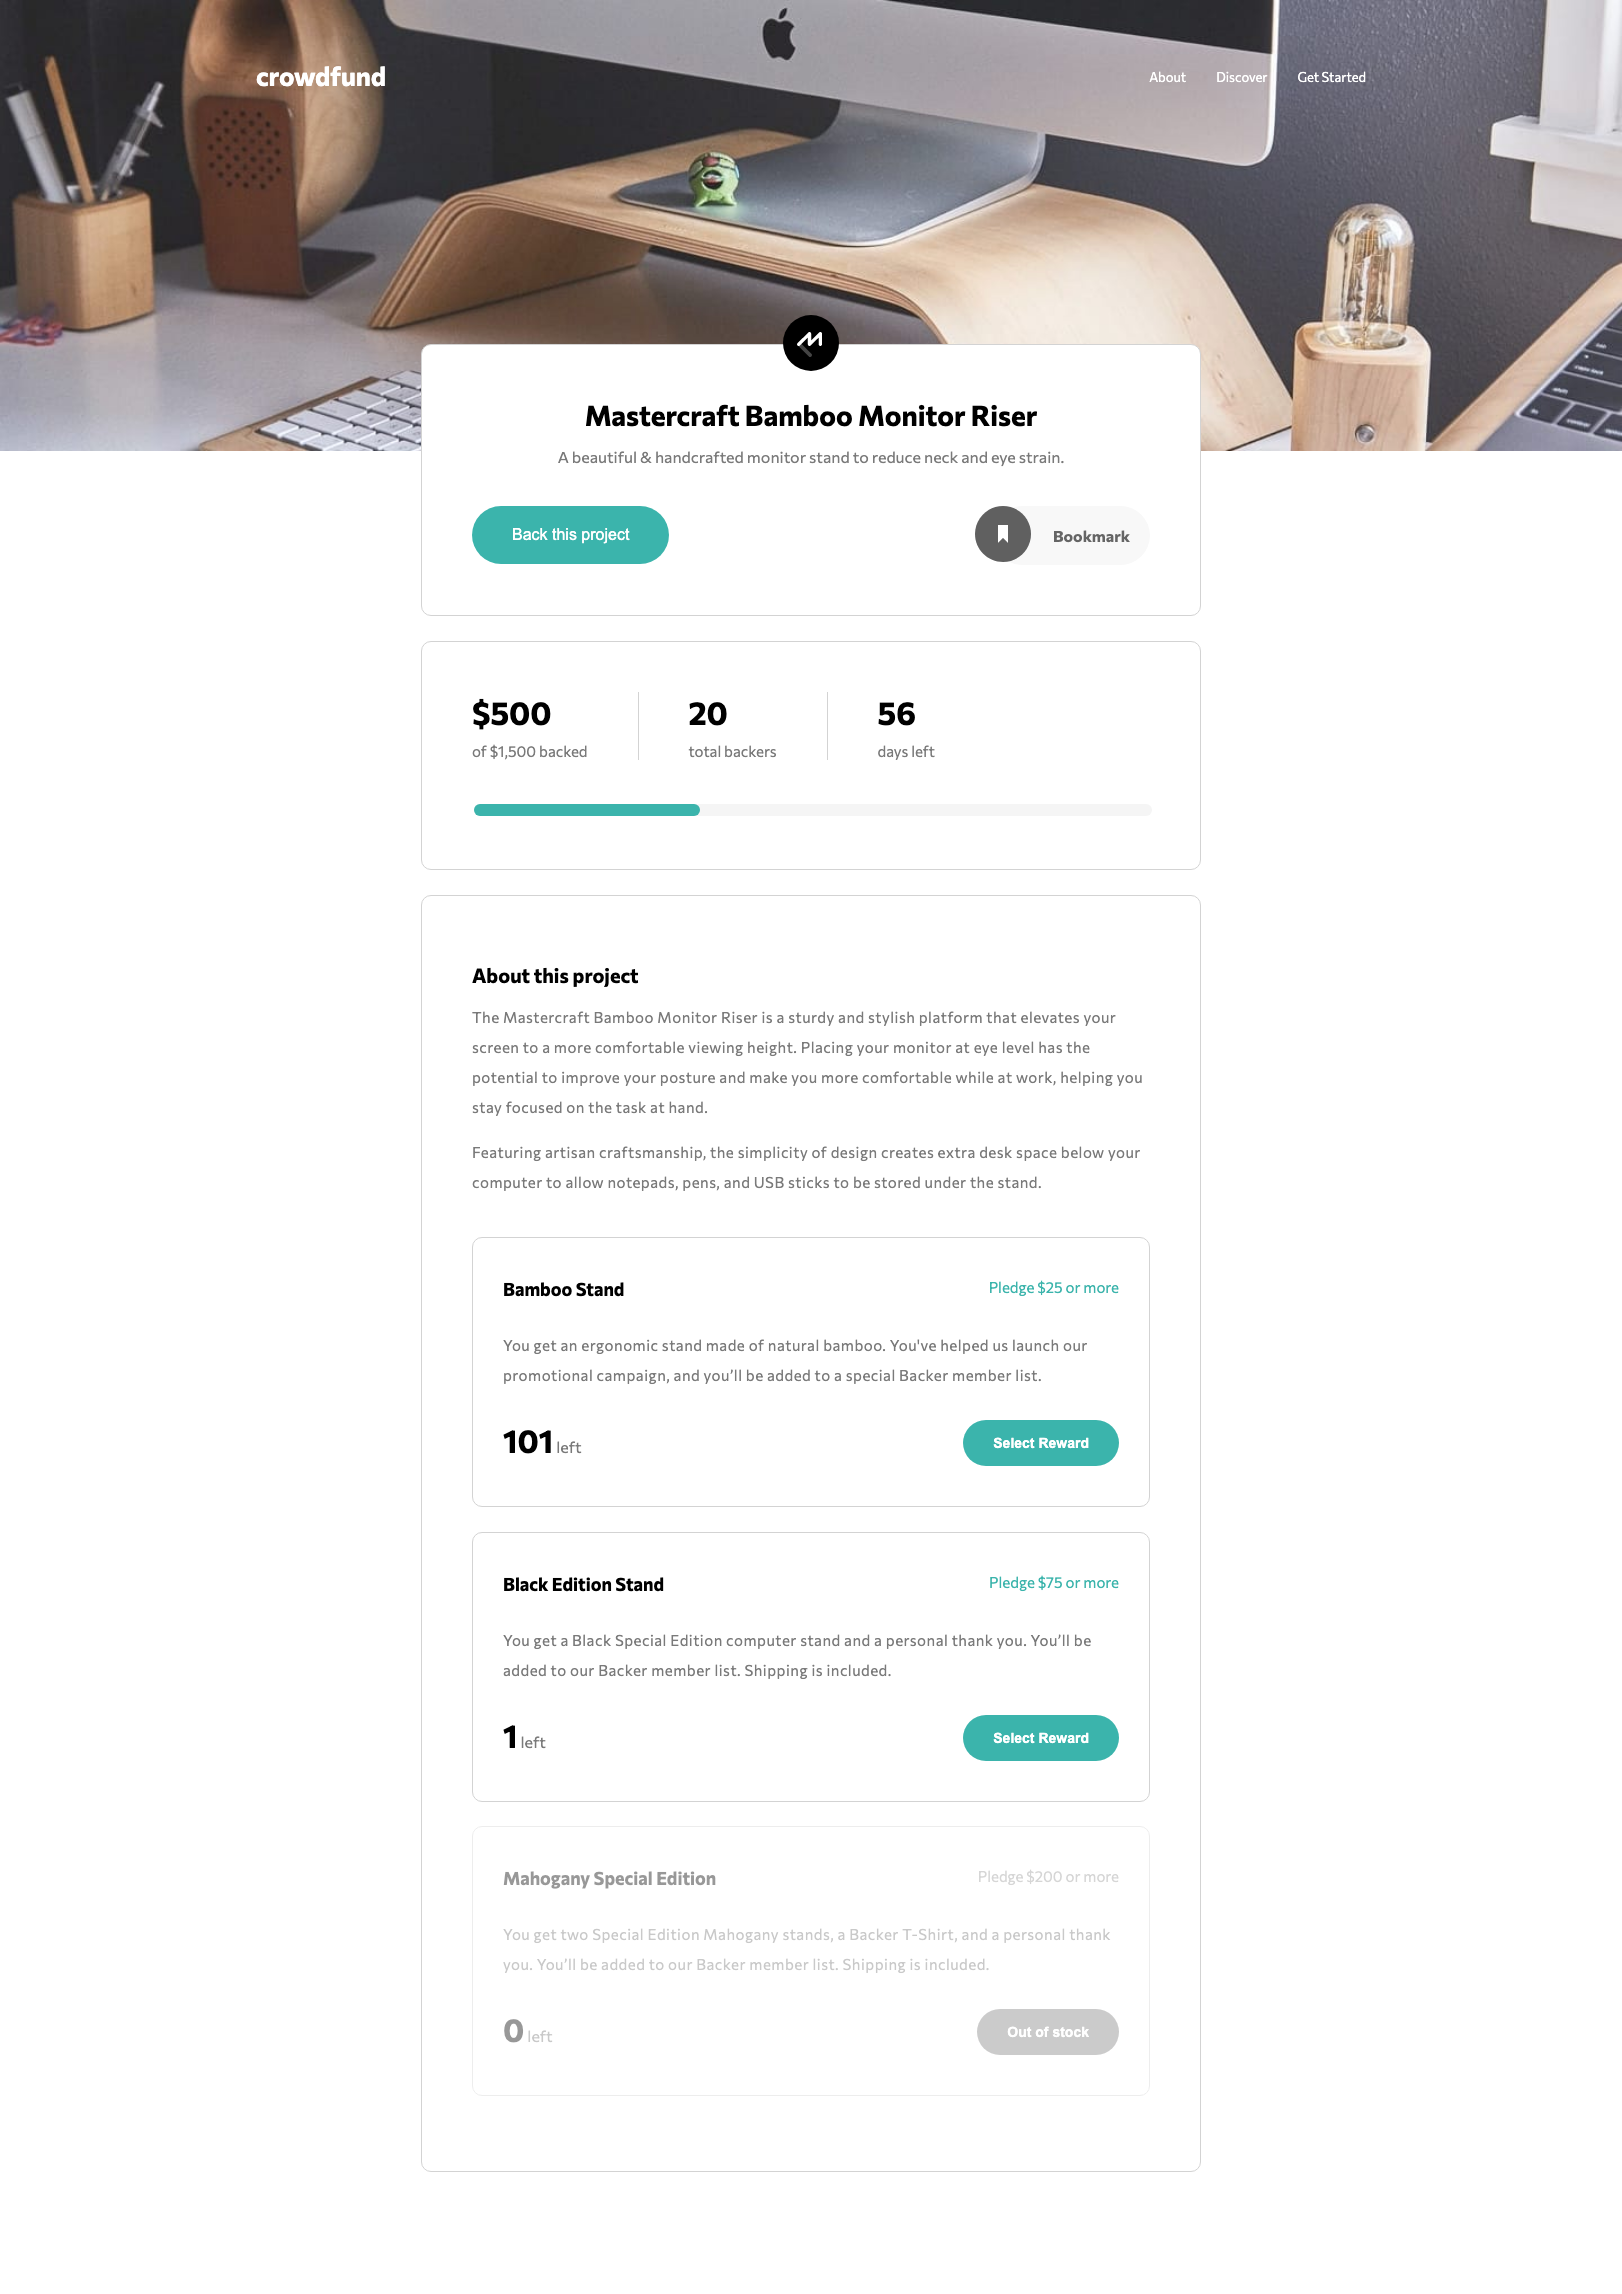 crowdfund
About
Discover
Get Started
Mastercraft Bamboo Monitor Riser
A beautiful & handcrafted monitor stand to reduce neck and eye strain.
Back this project
Bookmark
$500
of $1,500 backed
20
total backers
56
days left
About this project
The Mastercraft Bamboo Monitor Riser is a sturdy and stylish platform that elevates your
screen to a more comfortable viewing height. Placing your monitor at eye level has the
potential to improve your posture and make you more comfortable while at work, helping you
stay focused on the task at hand.
Featuring artisan craftsmanship, the simplicity of design creates extra desk space below your
computer to allow notepads, pens, and USB sticks to be stored under the stand.
Bamboo Stand
Pledge $25 or more
You get an ergonomic stand made of natural bamboo. You've helped us launch our
promotional campaign, and you’ll be added to a special Backer member list.
101 left
Select Reward
Black Edition Stand
Pledge $75 or more
You get a Black Special Edition computer stand and a personal thank you. You’ll be
added to our Backer member list. Shipping is included.
1 left
Select Reward
Mahogany Special Edition
Pledge $200 or more
You get two Special Edition Mahogany stands, a Backer T-Shirt, and a personal thank
you. You’ll be added to our Backer member list. Shipping is included.
0 left
Out of stock